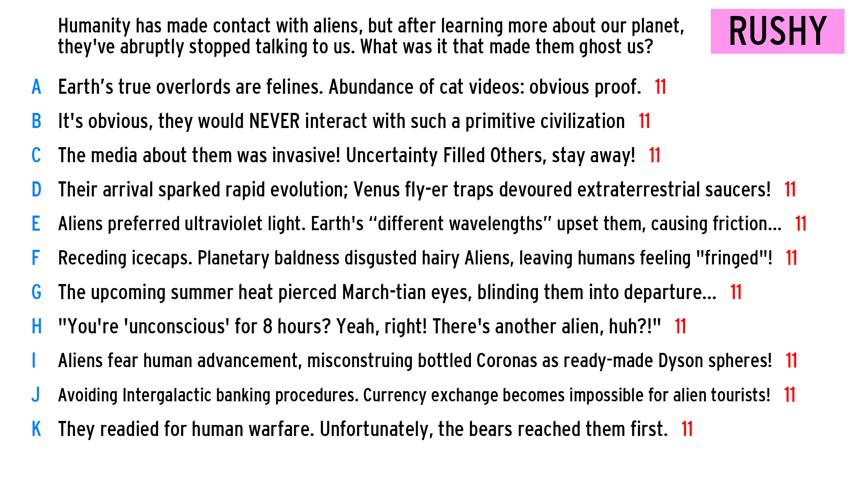 Humanity has made contact with aliens, but after learning more about our planet,
they've abruptly stopped talking to us. What was it that made them ghost us?
RUSHY
A Earth’s true overlords are felines. Abundance of cat videos: obvious proof. 11
B It's obvious, they would NEVER interact with such a primitive civilization 11
C The media about them was invasive! Uncertainty Filled Others, stay away! 11
D Their arrival sparked rapid evolution; Venus fly-er traps devoured extraterrestrial saucers! 11
E Aliens preferred ultraviolet light. Earth's “different wavelengths” upset them, causing friction... 11
F Receding icecaps. Planetary baldness disgusted hairy Aliens, leaving humans feeling "fringed"! 11
G The upcoming summer heat pierced March-tian eyes, blinding them into departure... 11
H "You're 'unconscious' for 8 hours? Yeah, right! There's another alien, huh?!" 11
I Aliens fear human advancement, misconstruing bottled Coronas as ready-made Dyson spheres! 11
J Avoiding Intergalactic banking procedures. Currency exchange becomes impossible for alien tourists! 11
K They readied for human warfare. Unfortunately, the bears reached them first. 11